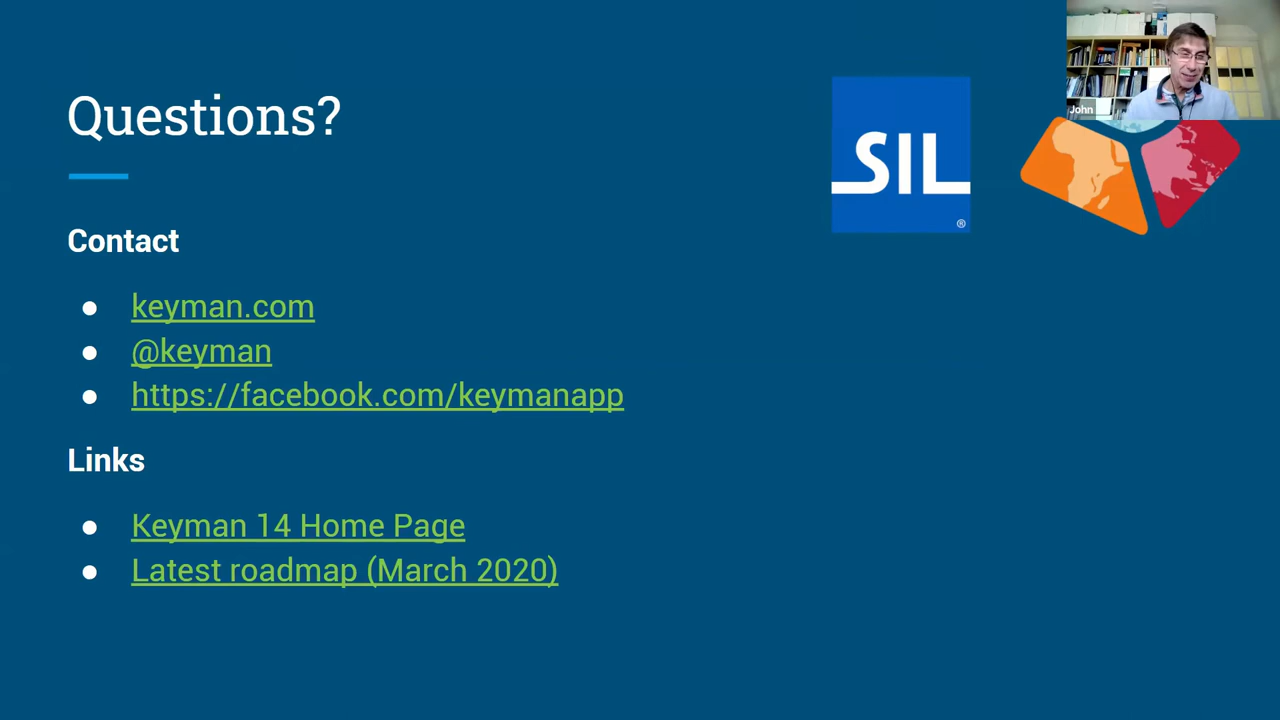 John
Questions?
SIL
®
Contact
keyman.com
@keyman
https://facebook.com/keymanapp
Links
Keyman 14 Home Page
Latest roadmap (March 2020)